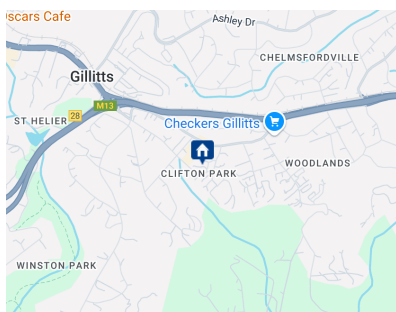 Oscars Cafe
Ashley Dr
CHELMSFORDVILLE
Gillitts
M13
28
ST HELIER
Checkers Gillitts
WOODLANDS
CLIFTON PARK
WINSTON PARK